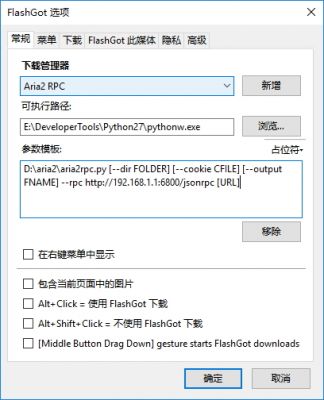 FlashGot 选项
常规 菜单 下载 FlashGot 此媒体 隐私 高级
下载管理器
Aria2 RPC 新增
可执行路径:
E:\DeveloperTools\Python27\pythonw.exe 浏览...
参数模板: 占位符
D:\aria2\aria2rpc.py [--dir FOLDER] [--cookie CFILE] [--output
FNAME] --rpc http://192.168.1.1:6800/jsonrpc [URL]
移除
在右键菜单中显示
包含当前页面中的图片
Alt+Click = 使用 FlashGot 下载
Alt+Shift+Click = 不使用 FlashGot 下载
[Middle Button Drag Down] gesture starts FlashGot downloads
确定 取消